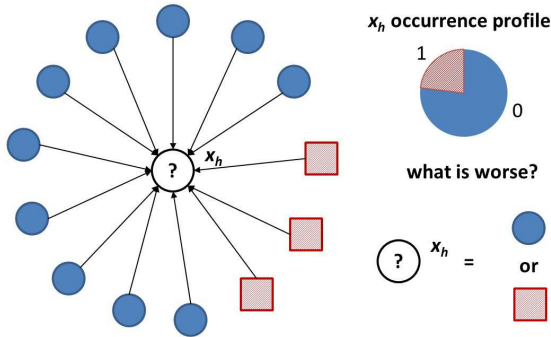 x_h occurrence profile
1
0
x_h
?
what is worse?
? x_h = or